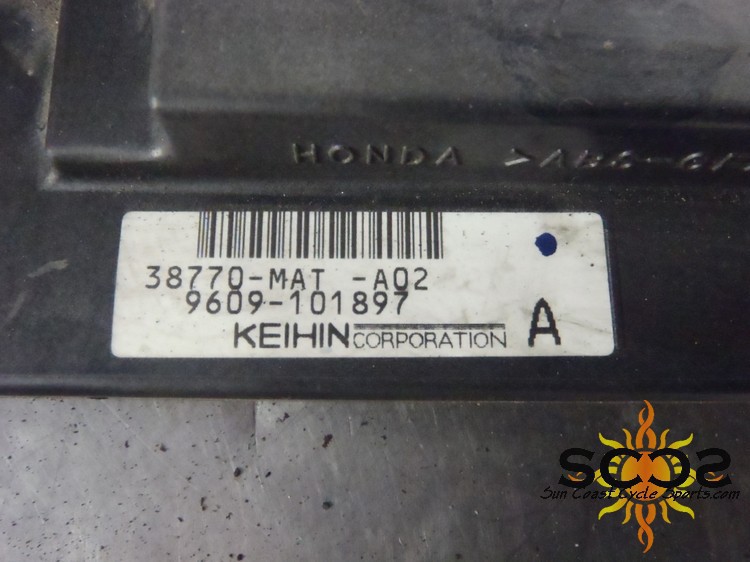 HONDA
38770-MAT -A02
9609-101897
KEIHIN CORPORATION
A
SCCS
Sun Coast Cycle Sports.com